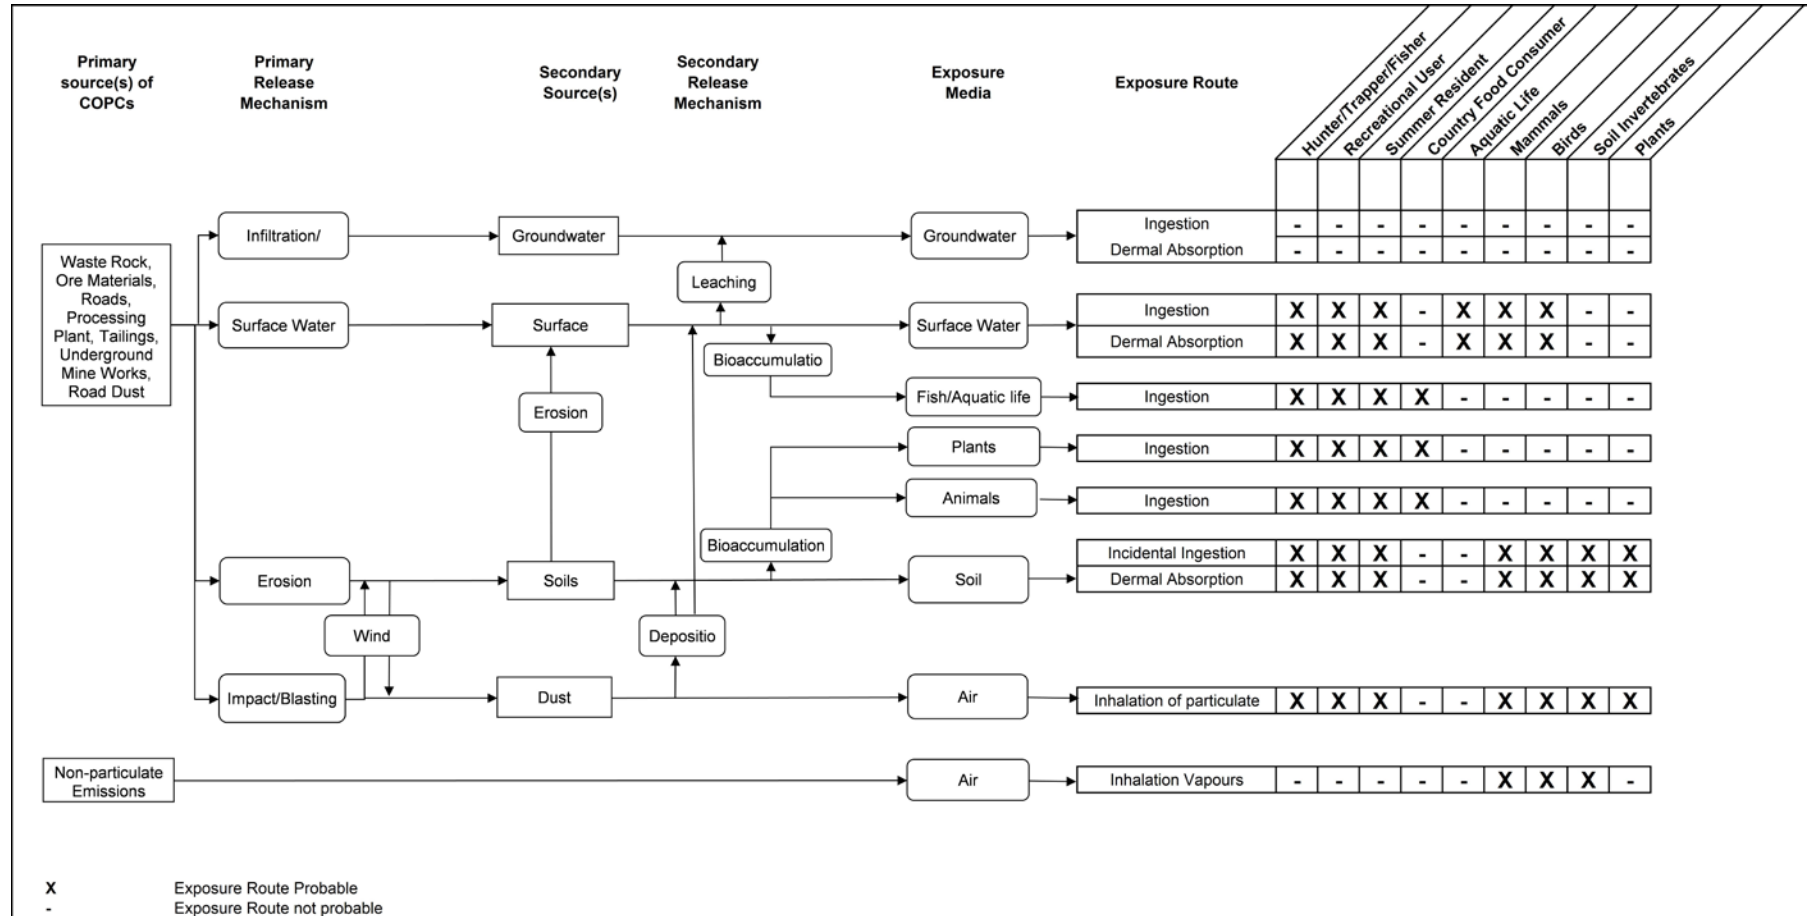 Primary
source(s) of
COPCs
Primary
Release
Mechanism
Secondary
Source(s)
Secondary
Release
Mechanism
Exposure
Media
Exposure Route
Hunter/Trapper/Fisher
Recreational User
Summer Resident
Country Food Consumer
Aquatic Life
Mammals
Birds
Soil Invertebrates
Plants
Waste Rock,
Ore Materials,
Roads,
Processing
Plant, Tailings,
Underground
Mine Works,
Road Dust
Infiltration/
Groundwater
Leaching
Groundwater
Ingestion - - - - - - - - -
Dermal Absorption - - - - - - - - -
Surface Water
Surface
Bioaccumulatio
Surface Water
Ingestion X X X - X X X - -
Dermal Absorption X X X - X X X - -
Erosion
Fish/Aquatic life
Ingestion X X X X - - - - -
Plants
Ingestion X X X X - - - - -
Animals
Ingestion X X X X - - - - -
Bioaccumulation
Erosion
Soils
Soil
Incidental Ingestion X X X - - X X X X
Dermal Absorption X X X - - X X X X
Wind
Depositio
Impact/Blasting
Dust
Air
Inhalation of particulate X X X - - X X X X
Non-particulate
Emissions
Air
Inhalation Vapours - - - - - X X X -
X Exposure Route Probable
- Exposure Route not probable